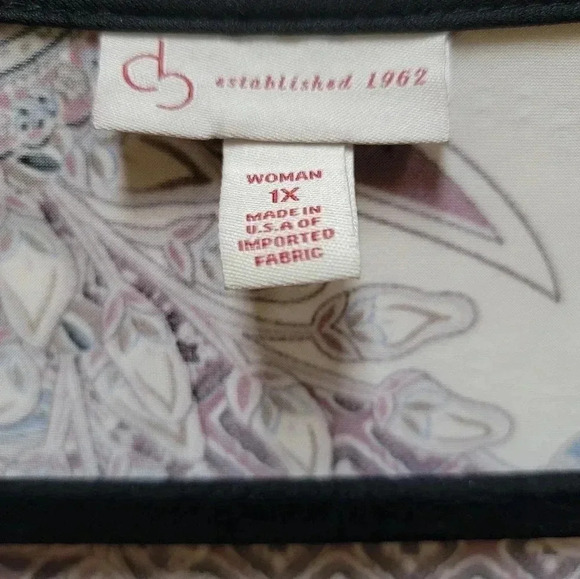 cb established 1962
WOMAN
1X
MADE IN
U.S.A OF
IMPORTED
FABRIC